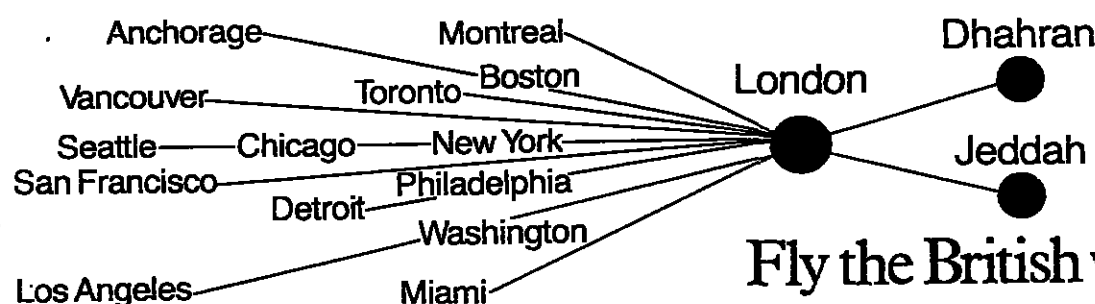 Anchorage
Montreal
Dhahran
Boston
London
Vancouver
Toronto
Seattle
Chicago
New York
Jeddah
San Francisco
Philadelphia
Detroit
Washington
Los Angeles
Miami
Fly the British